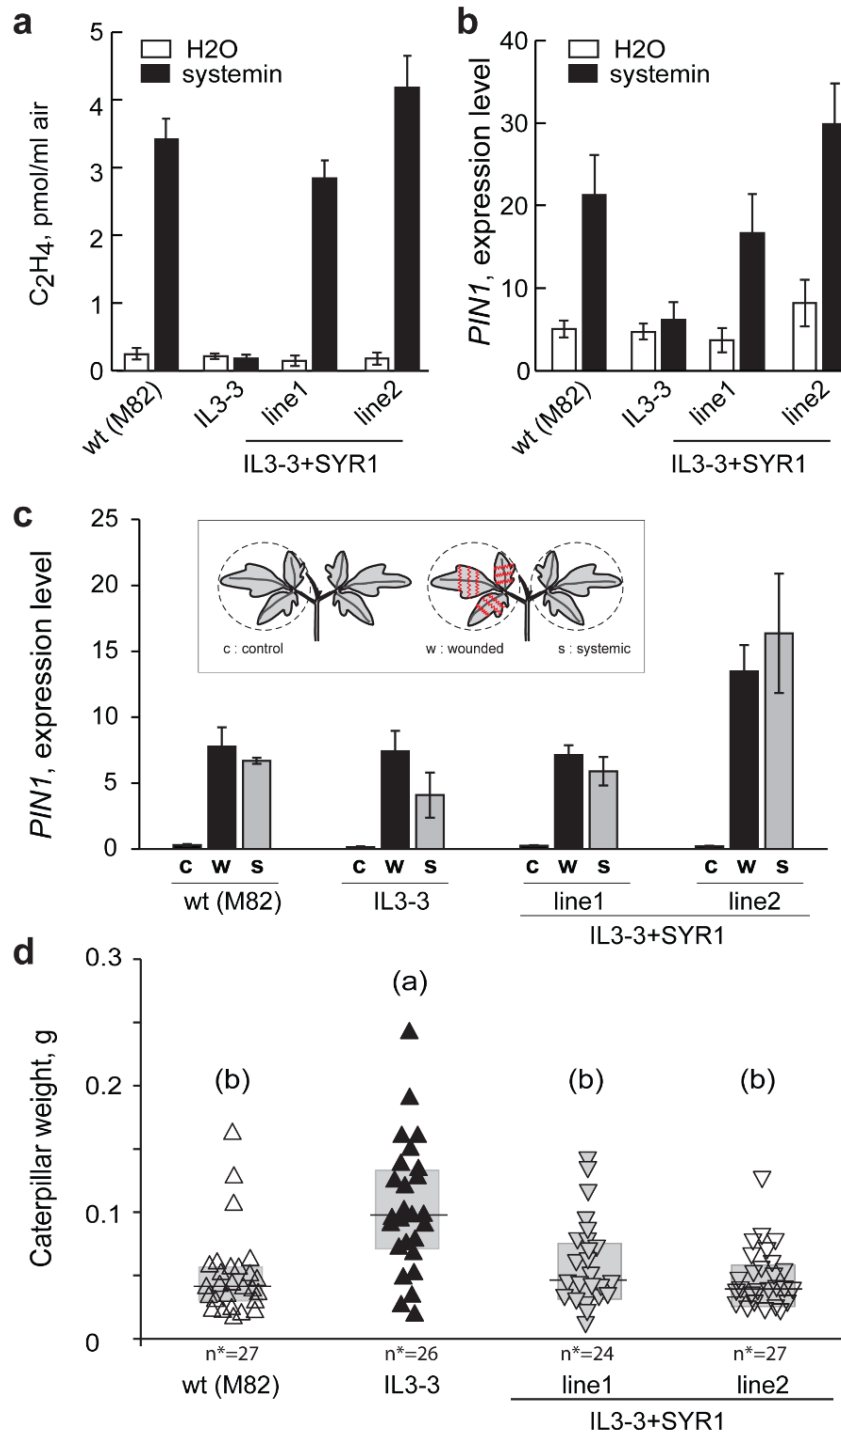 a
5
4
3
2
1
0
C2H4, pmol/ml air
H2O
systemin
wt (M82)
IL3-3
line1
line2
IL3-3+SYR1
b
40
30
20
10
0
PIN1, expression level
H2O
systemin
wt (M82)
IL3-3
line1
line2
IL3-3+SYR1
c
25
20
15
10
5
0
PIN1, expression level
c : control
w : wounded
s : systemic
c w s
c w s
c w s
c w s
wt (M82)
IL3-3
line1
line2
IL3-3+SYR1
d
0.3
0.2
0.1
0
Caterpillar weight, g
(b)
(a)
(b)
(b)
n*=27
n*=26
n*=24
n*=27
wt (M82)
IL3-3
line1
line2
IL3-3+SYR1